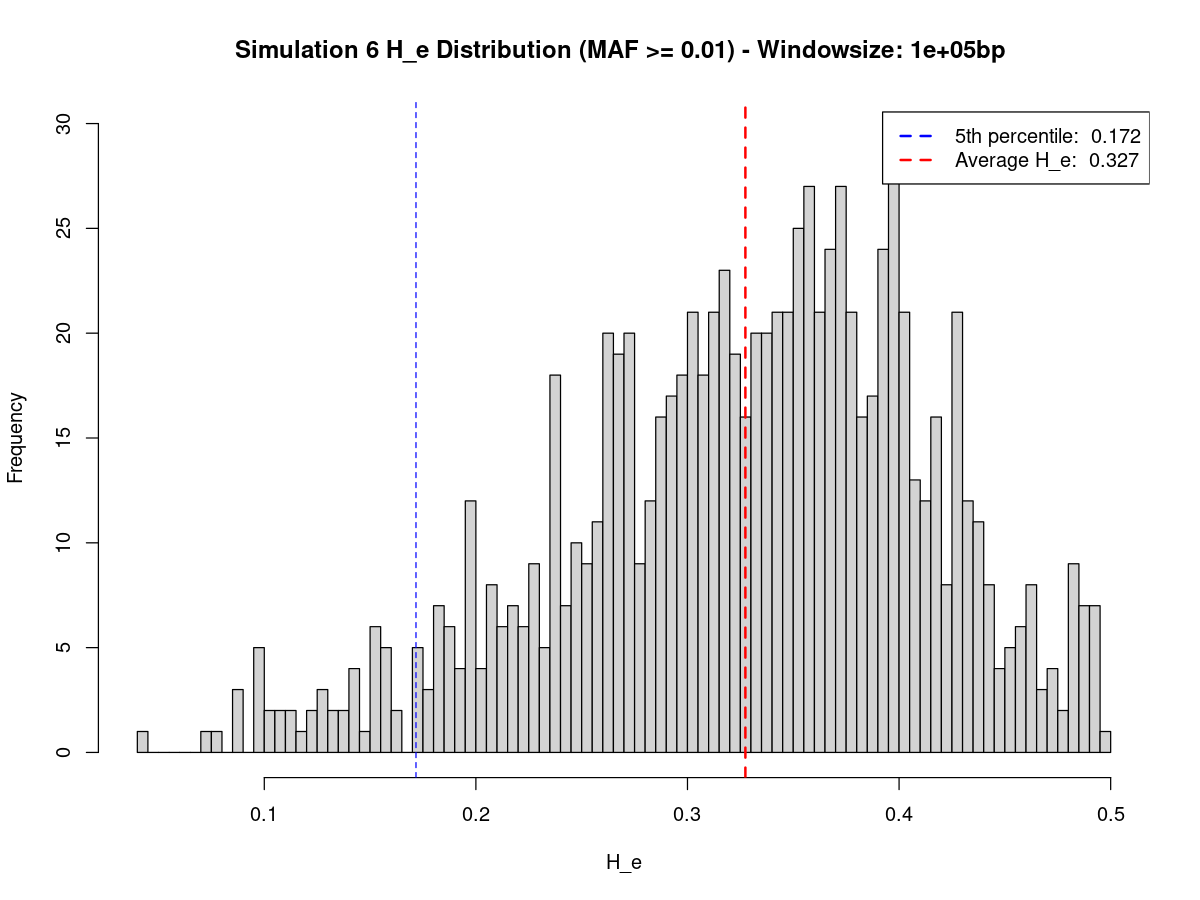 Simulation 6 H_e Distribution (MAF >= 0.01) - Windowsize: 1e+05bp
5th percentile: 0.172
Average H_e: 0.327
Frequency
30
25
20
15
10
5
0
0.1 0.2 0.3 0.4 0.5
H_e